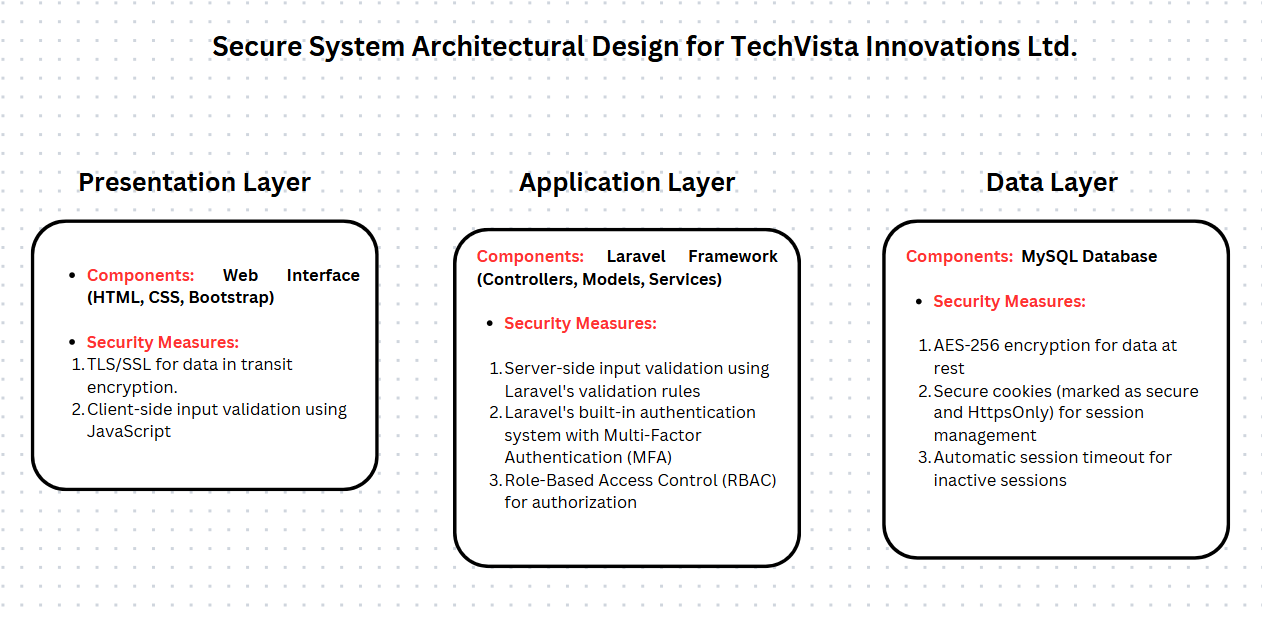 Secure System Architectural Design for TechVista Innovations Ltd.
Presentation Layer
• Components: Web Interface
(HTML, CSS, Bootstrap)
• Security Measures:
1. TLS/SSL for data in transit
encryption.
2. Client-side input validation using
JavaScript
Application Layer
Components: Laravel Framework
(Controllers, Models, Services)
• Security Measures:
1. Server-side input validation using
Laravel's validation rules
2. Laravel's built-in authentication
system with Multi-Factor
Authentication (MFA)
3. Role-Based Access Control (RBAC)
for authorization
Data Layer
Components: MySQL Database
• Security Measures:
1. AES-256 encryption for data at
rest
2. Secure cookies (marked as secure
and HttpsOnly) for session
management
3. Automatic session timeout for
inactive sessions